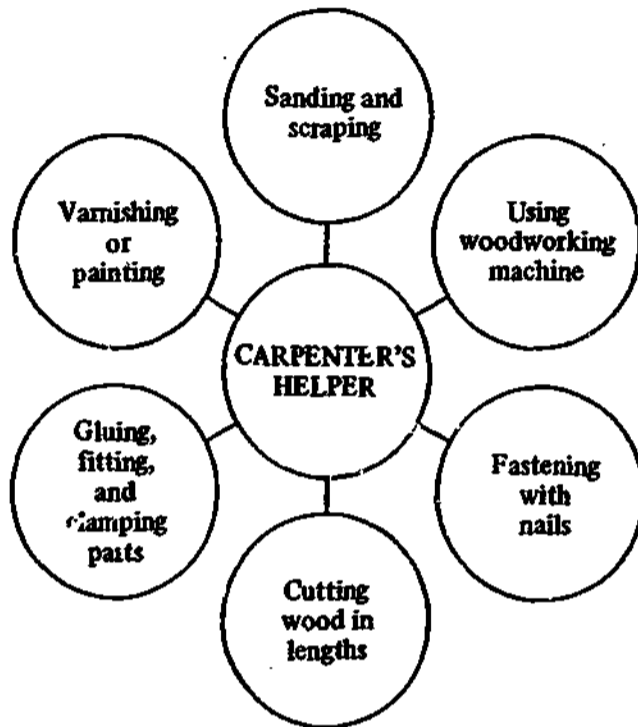 Sanding and
scraping
Varnishing
or
painting
Using
woodworking
machine
CARPENTER'S
HELPER
Gluing,
fitting,
and
clamping
parts
Fastening
with
nails
Cutting
wood in
lengths